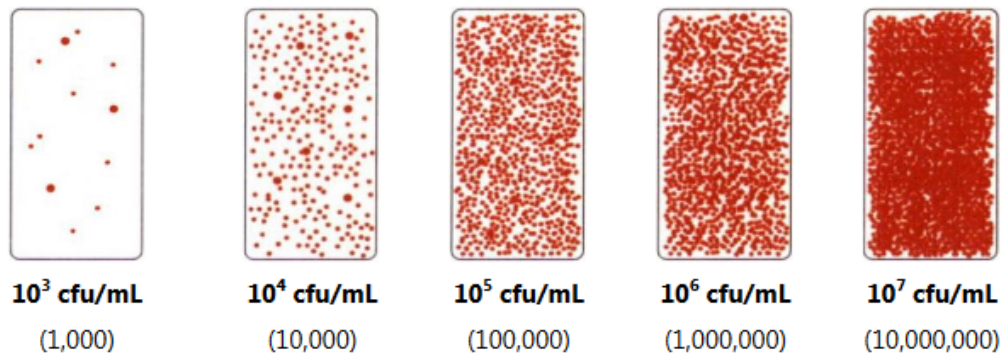 10³ cfu/mL 10⁴ cfu/mL 10⁵ cfu/mL 10⁶ cfu/mL 10⁷ cfu/mL
(1,000) (10,000) (100,000) (1,000,000) (10,000,000)